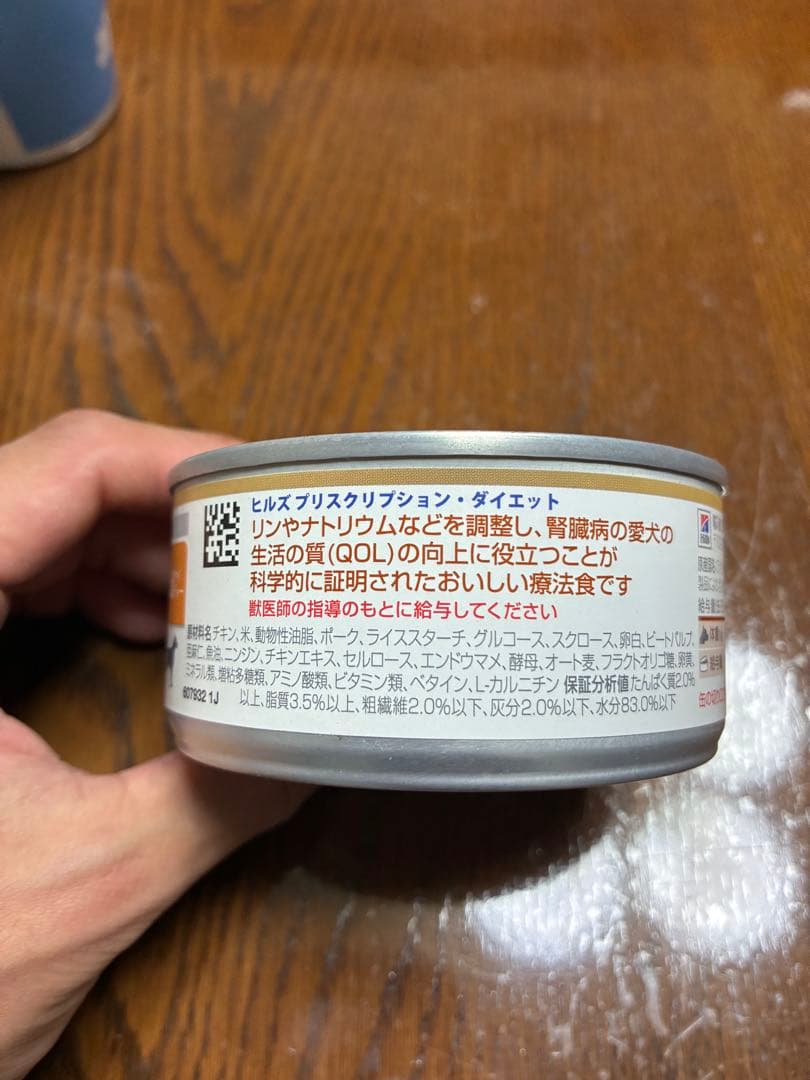 ヒルズ プリスクリプション・ダイエット
リンやナトリウムなどを調整し、腎臓病の愛犬の
生活の質(QOL)の向上に役立つことが
科学的に証明されたおいしい療法食です
獣医師の指導のもとに給与してください
原材料名 チキン、米、動物性油脂、ポーク、ライススターチ、グルコース、スクロース、卵白、ビートパルプ、
亜麻仁、魚油、ニンジン、チキンエキス、セルロース、エンドウマメ、酵母、オート麦、フラクトオリゴ糖、卵黄、
ミネラル類、増粘多糖類、アミノ酸類、ビタミン類、ベタイン、L-カルニチン 保証分析値 たんぱく質2.0%
以上、脂質3.5%以上、粗繊維2.0%以下、灰分2.0%以下、水分83.0%以下
607932 1J
Hill's
給与量